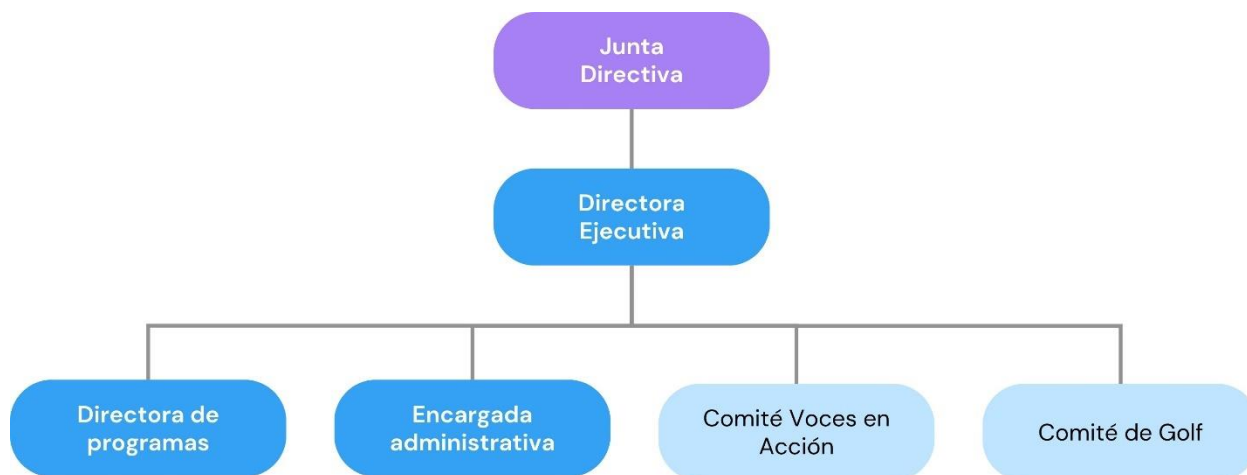 Junta
Directiva
Directora
Ejecutiva
Directora de
programas
Encargada
administrativa
Comité Voces en
Acción
Comité de Golf